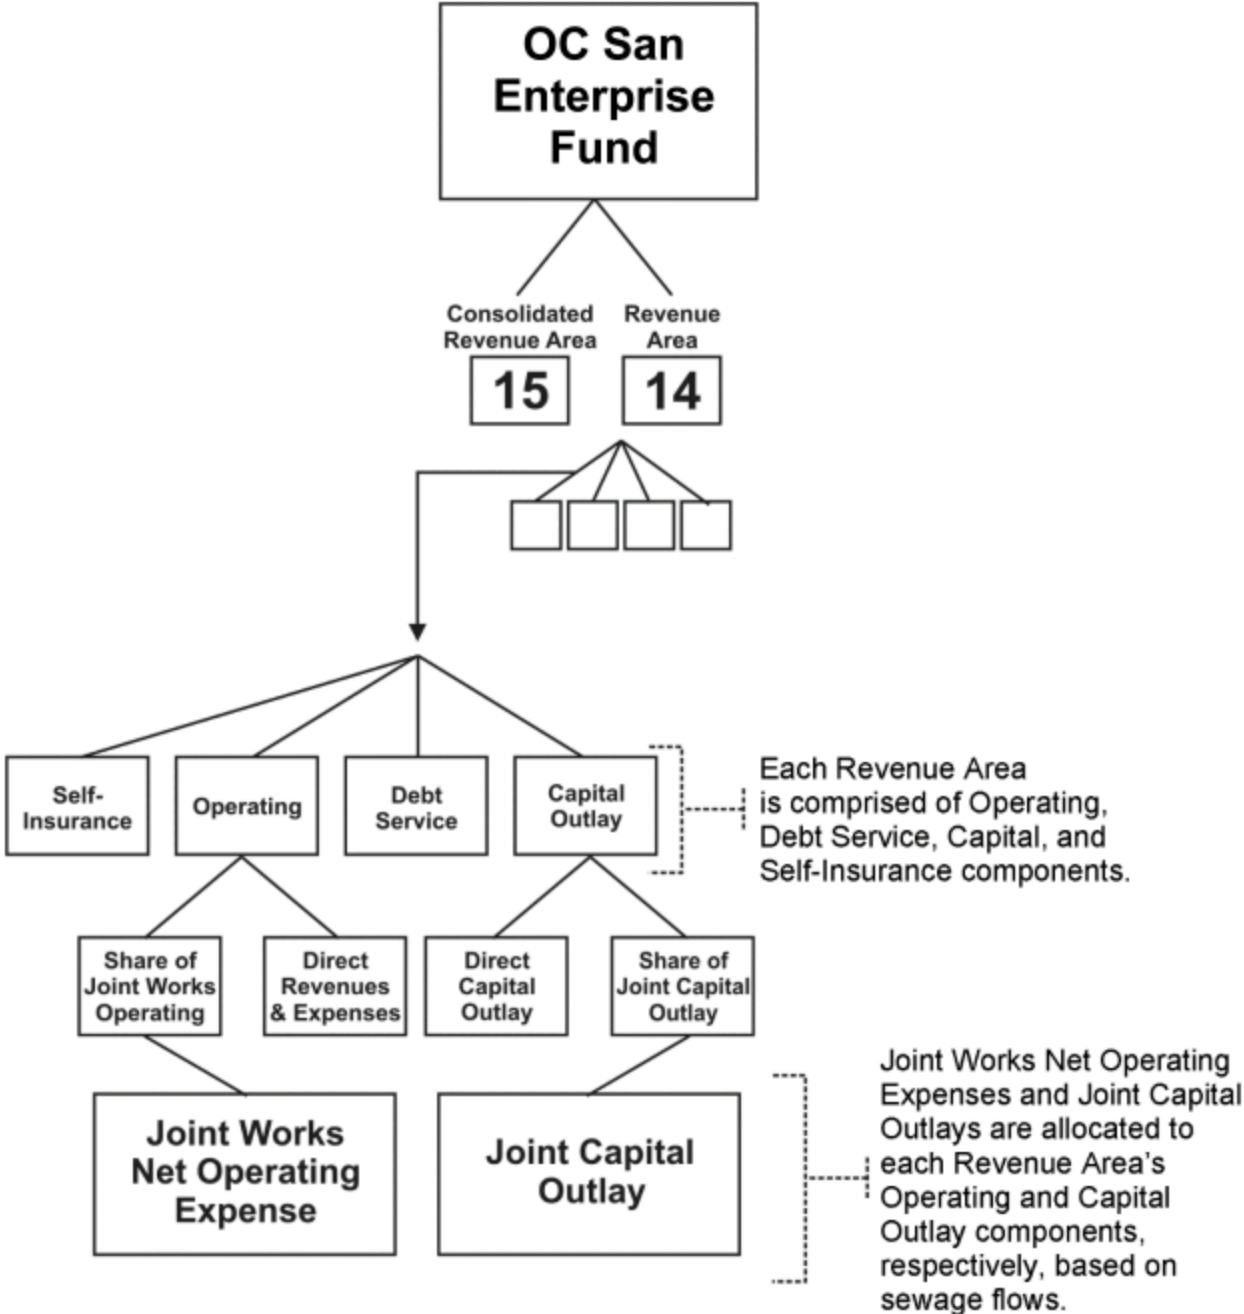 OC San
Enterprise
Fund
Consolidated
Revenue Area
15
Revenue
Area
14
Self-
Insurance
Operating
Debt
Service
Capital
Outlay
Each Revenue Area
is comprised of Operating,
Debt Service, Capital, and
Self-Insurance components.
Share of
Joint Works
Operating
Direct
Revenues
& Expenses
Direct
Capital
Outlay
Share of
Joint Capital
Outlay
Joint Works
Net Operating
Expense
Joint Capital
Outlay
Joint Works Net Operating
Expenses and Joint Capital
Outlays are allocated to
each Revenue Area’s
Operating and Capital
Outlay components,
respectively, based on
sewage flows.